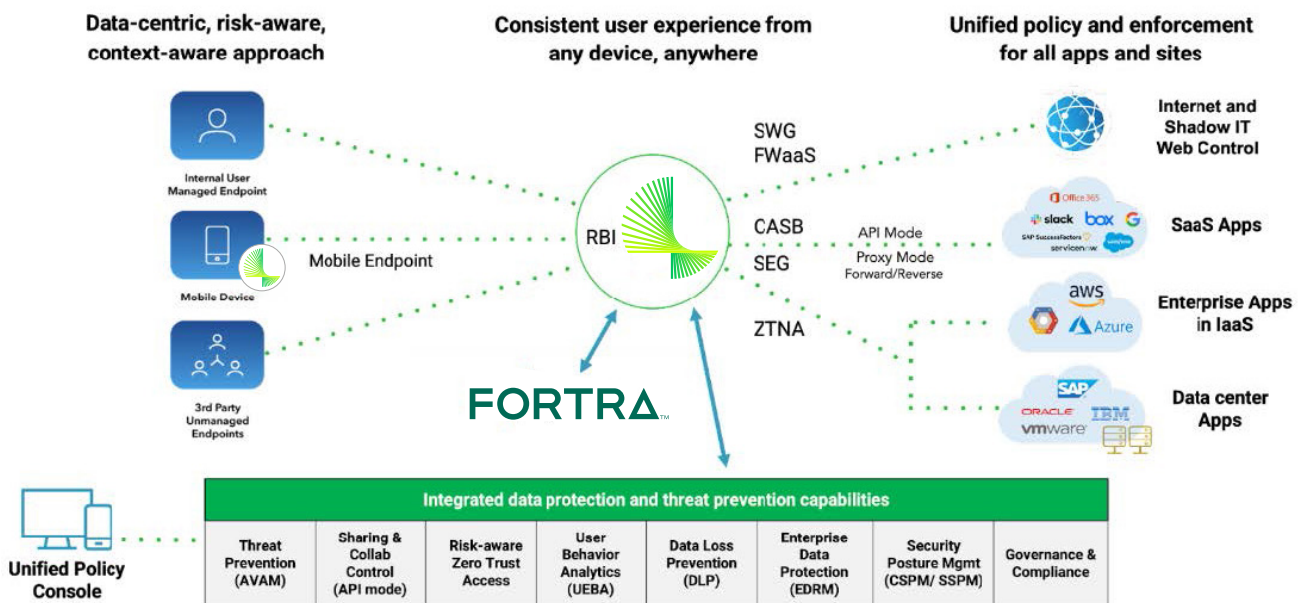 Data-centric, risk-aware,
context-aware approach
Consistent user experience from
any device, anywhere
Unified policy and enforcement
for all apps and sites
Internal User
Managed Endpoint
Mobile Device
Mobile Endpoint
3rd Party
Unmanaged
Endpoints
RBI
SWG
FWaaS
CASB
SEG
ZTNA
API Mode
Proxy Mode
Forward/Reverse
Internet and
Shadow IT
Web Control
Office 365
slack box G
SAP SuccessFactors
servicenow salesforce
SaaS Apps
aws
Azure
Enterprise Apps
in IaaS
SAP
ORACLE IBM
vmware
Data center
Apps
FORTRA™
Unified Policy
Console
Integrated data protection and threat prevention capabilities
Threat
Prevention
(AVAM)
Sharing &
Collab
Control
(API mode)
Risk-aware
Zero Trust
Access
User
Behavior
Analytics
(UEBA)
Data Loss
Prevention
(DLP)
Enterprise
Data
Protection
(EDRM)
Security
Posture Mgmt
(CSPM/ SSPM)
Governance &
Compliance